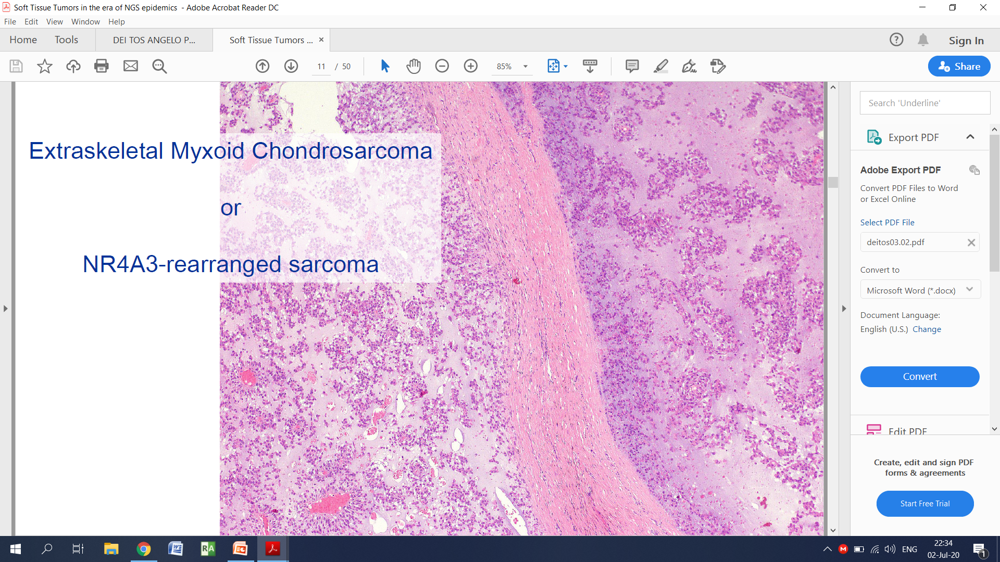 Soft Tissue Tumors in the era of NGS epidemics - Adobe Acrobat Reader DC
File Edit View Window Help
Home Tools DEI TOS ANGELO P... Soft Tissue Tumors ... × ? Sign In
11 / 50 85% Share
Extraskeletal Myxoid Chondrosarcoma
or
NR4A3-rearranged sarcoma
Search 'Underline'
Export PDF
Adobe Export PDF
Convert PDF Files to Word
or Excel Online
Select PDF File
deitos03.02.pdf
Convert to
Microsoft Word (*.docx)
Document Language:
English (U.S.) Change
Convert
Edit PDF
Create, edit and sign PDF
forms & agreements
Start Free Trial
W RA M ENG
22:34
02-Jul-20
1